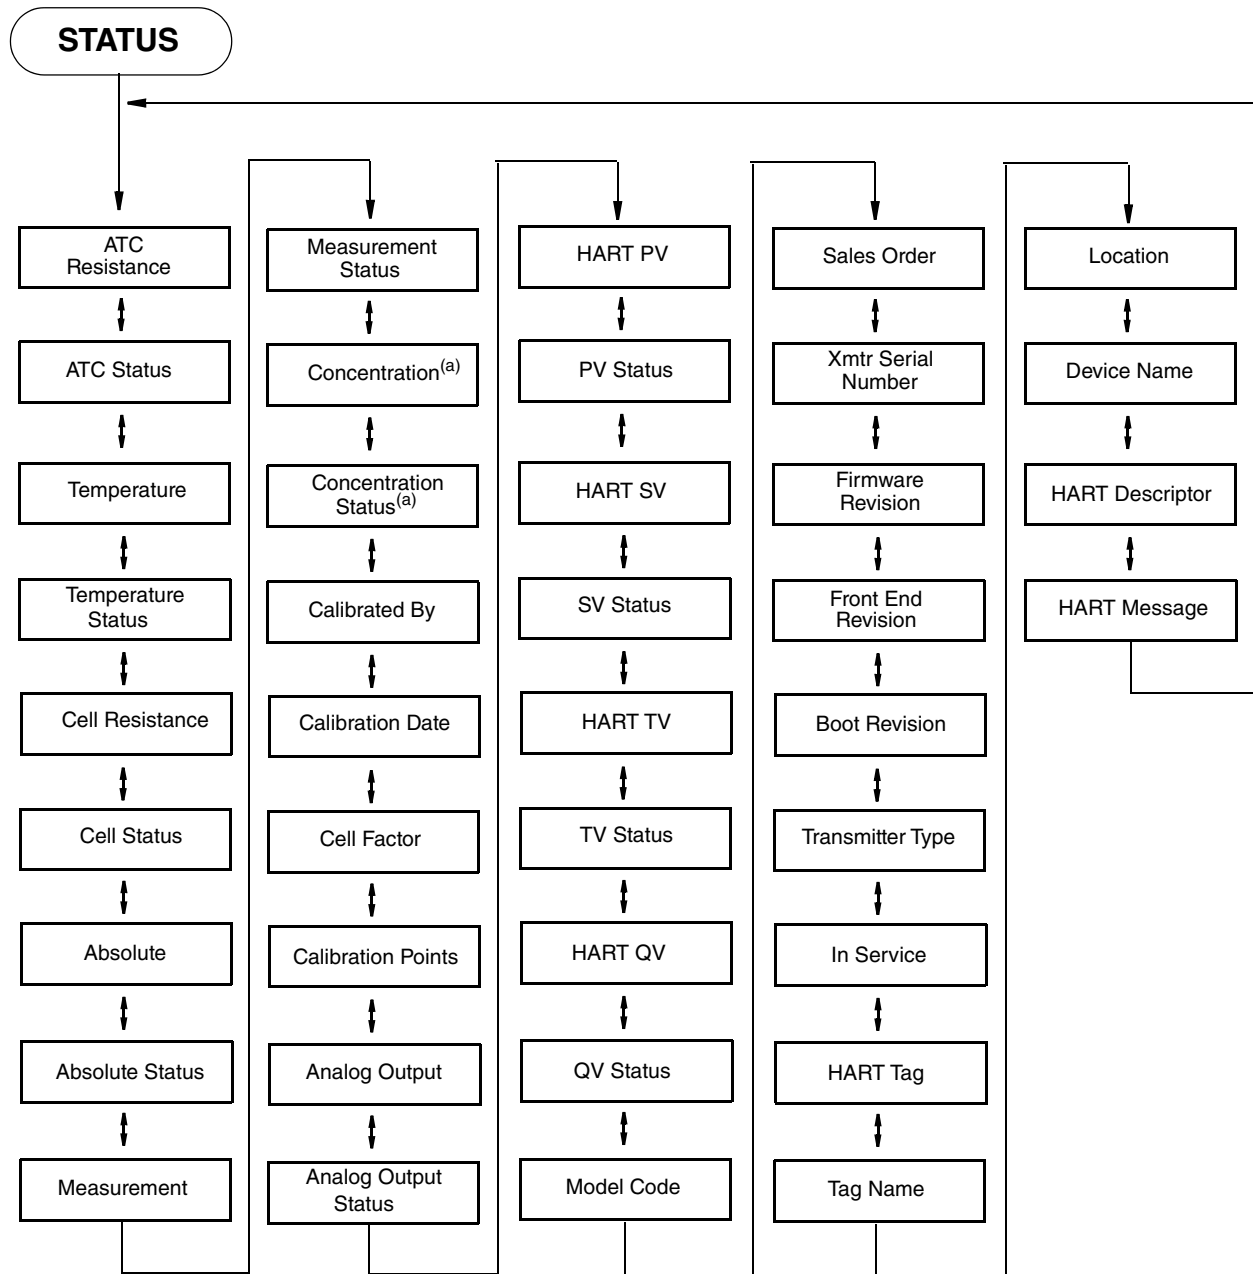 STATUS
ATC
Resistance
ATC Status
Temperature
Temperature
Status
Cell Resistance
Cell Status
Absolute
Absolute Status
Measurement
Measurement
Status
Concentration(a)
Concentration
Status(a)
Calibrated By
Calibration Date
Cell Factor
Calibration Points
Analog Output
Analog Output
Status
HART PV
PV Status
HART SV
SV Status
HART TV
TV Status
HART QV
QV Status
Model Code
Sales Order
Xmtr Serial
Number
Firmware
Revision
Front End
Revision
Boot Revision
Transmitter Type
In Service
HART Tag
Tag Name
Location
Device Name
HART Descriptor
HART Message